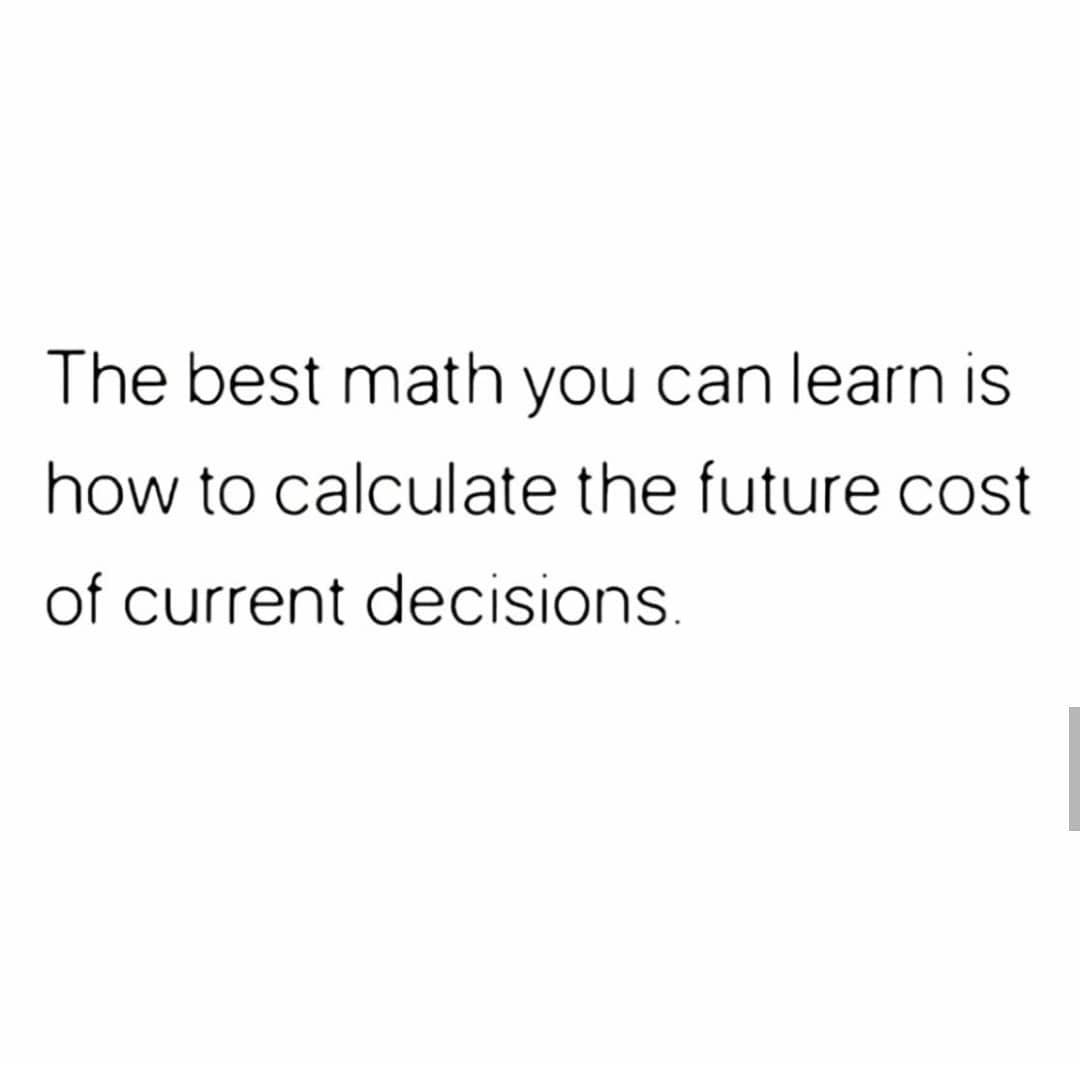 The best math you can learn is
how to calculate the future cost
of current decisions.